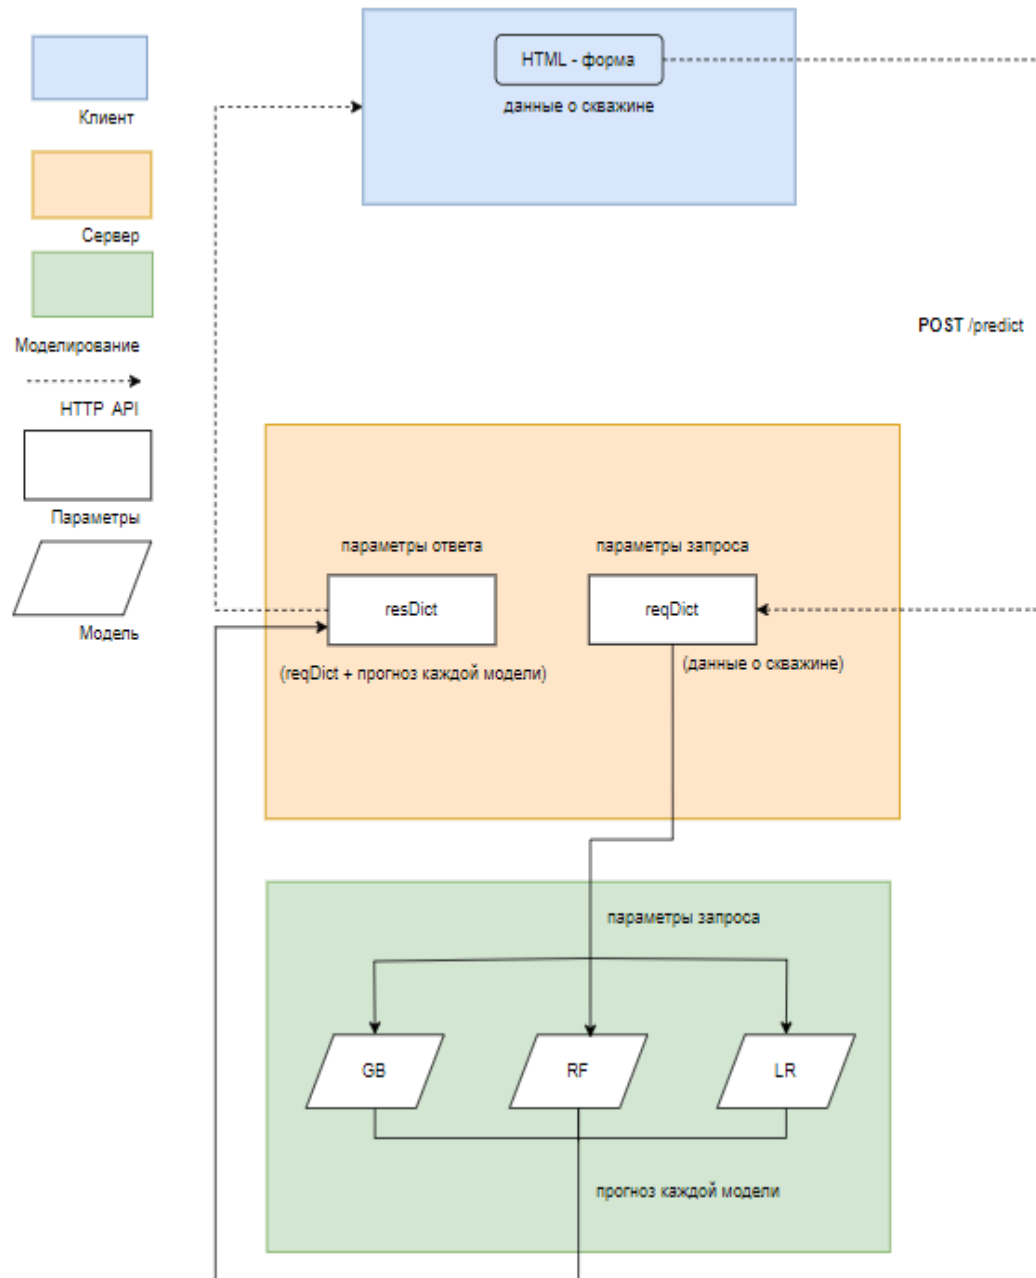 HTML - форма
данные о скважине
Клиент
Сервер
Моделирование
HTTP API
Параметры
Модель
POST /predict
параметры ответа
параметры запроса
resDict
reqDict
(reqDict + прогноз каждой модели)
(данные о скважине)
параметры запроса
GB
RF
LR
прогноз каждой модели